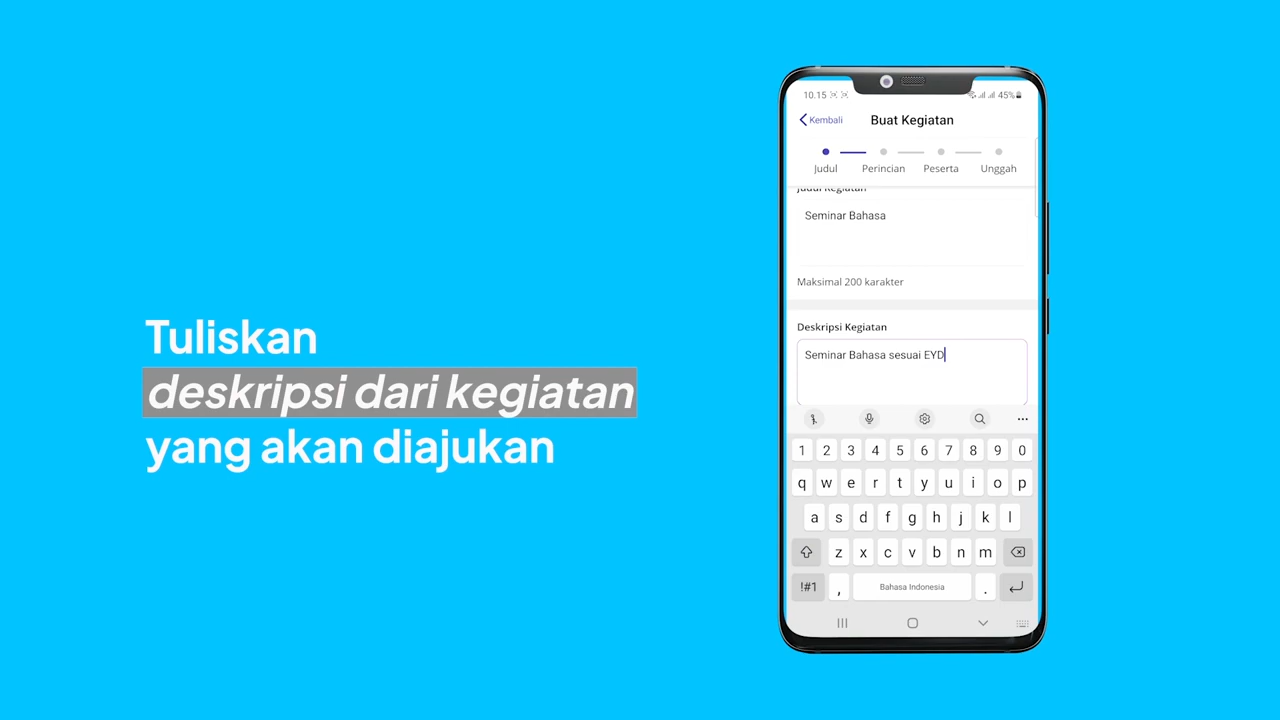 Tuliskan
deskripsi dari kegiatan
yang akan diajukan
10.15
45%
Kembali
Buat Kegiatan
Judul Perincian Peserta Unggah
Judul Kegiatan
Seminar Bahasa
Maksimal 200 karakter
Deskripsi Kegiatan
Seminar Bahasa sesuai EYD
1 2 3 4 5 6 7 8 9 0
q w e r t y u i o p
a s d f g h j k l
z x c v b n m
!#1 , Bahasa Indonesia .